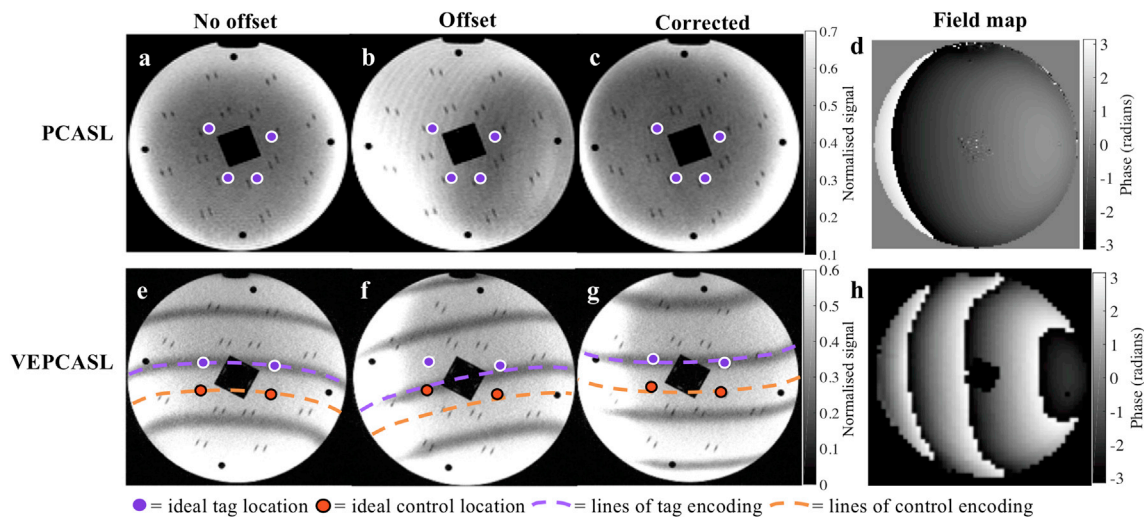 No offset Offset Corrected Field map
PCASL
a b c d
0.7
0.6
0.5
0.4
0.3
0.2
0.1
Normalised signal
3
2
1
0
-1
-2
-3
Phase (radians)
VEPCASL
e f g h
0.6
0.5
0.4
0.3
0.2
0.1
0
Normalised signal
3
2
1
0
-1
-2
-3
Phase (radians)
= ideal tag location = ideal control location = lines of tag encoding = lines of control encoding